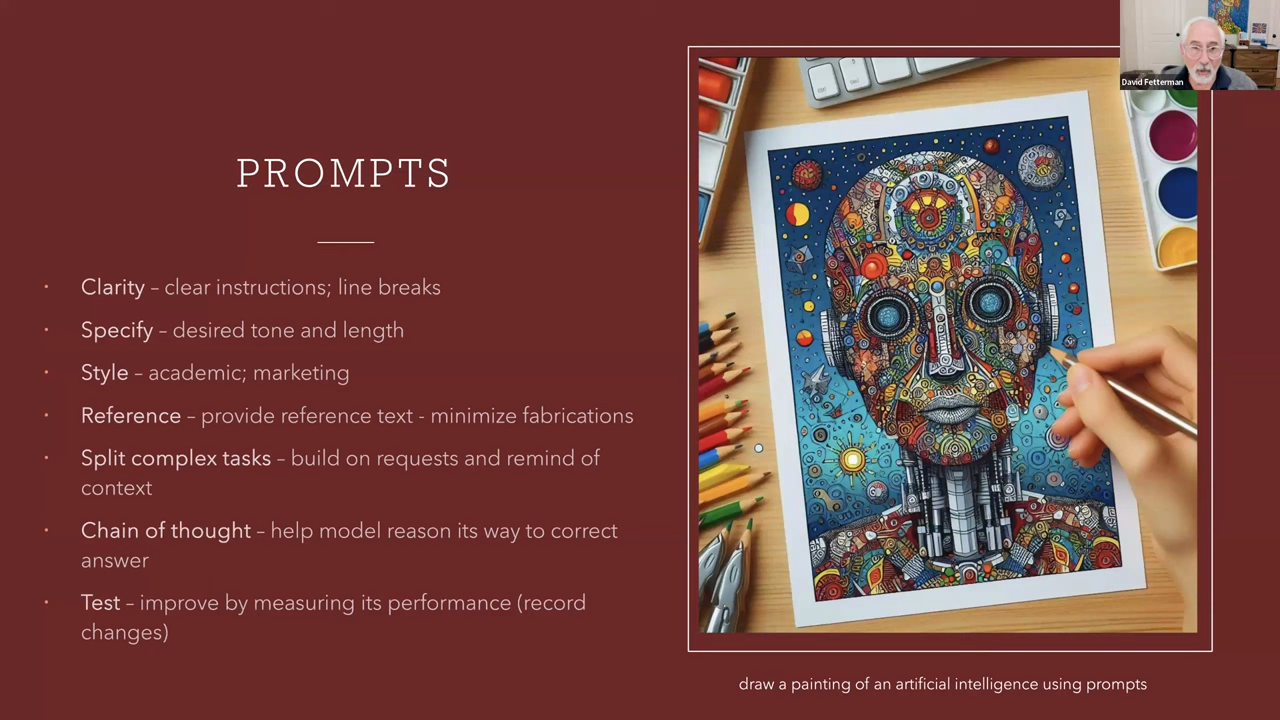 PROMPTS
· Clarity – clear instructions; line breaks
· Specify – desired tone and length
· Style – academic; marketing
· Reference – provide reference text - minimize fabrications
· Split complex tasks – build on requests and remind of
context
· Chain of thought – help model reason its way to correct
answer
· Test – improve by measuring its performance (record
changes)
draw a painting of an artificial intelligence using prompts
David Fetterman